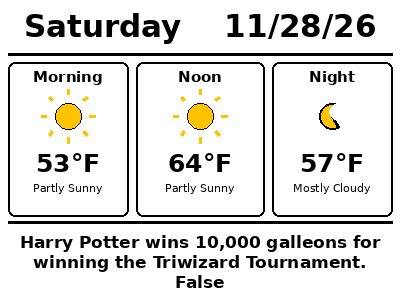 Saturday 11/28/26
Morning Noon Night
53°F 64°F 57°F
Partly Sunny Partly Sunny Mostly Cloudy
Harry Potter wins 10,000 galleons for
winning the Triwizard Tournament.
False